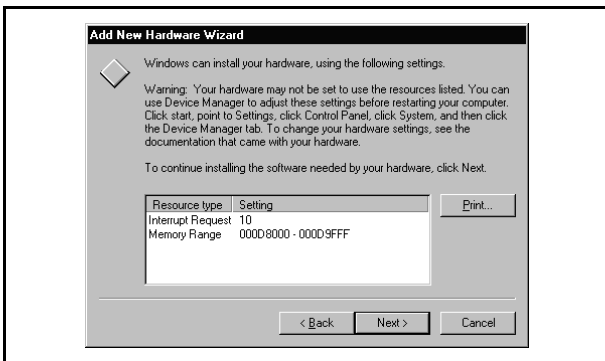 Add New Hardware Wizard
Windows can install your hardware, using the following settings.
Warning: Your hardware may not be set to use the resources listed. You can
use Device Manager to adjust these settings before restarting your computer.
Click start, point to Settings, click Control Panel, click System, and then click
the Device Manager tab. To change your hardware settings, see the
documentation that came with your hardware.
To continue installing the software needed by your hardware, click Next.
Resource type Setting
Interrupt Request 10
Memory Range 000D8000 - 000D9FFF
Print...
< Back Next > Cancel